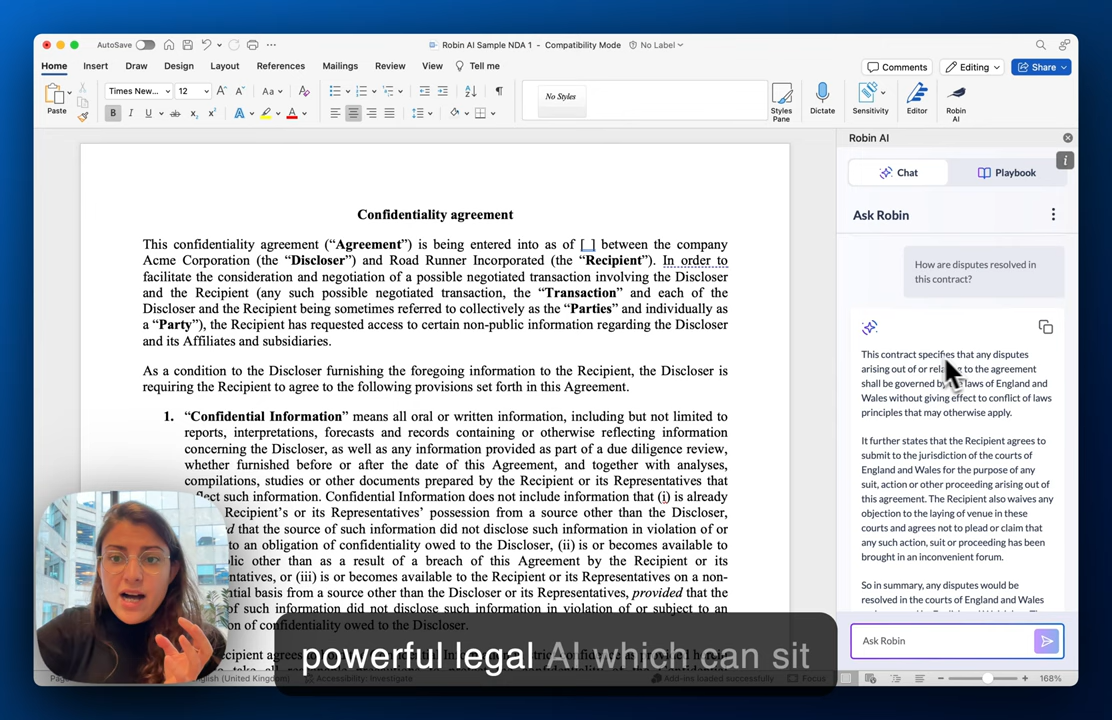 AutoSave
Robin AI Sample NDA 1 - Compatibility Mode
No Label
Home Insert Draw Design Layout References Mailings Review View Tell me
Comments Editing Share
Paste
Times New... 12
Aa
B I U ab x₂ x²
A A
No Styles
Styles
Pane
Dictate
Sensitivity
Editor
Robin
AI
Confidentiality agreement
This confidentiality agreement (“Agreement”) is being entered into as of [_] between the company
Acme Corporation (the “Discloser”) and Road Runner Incorporated (the “Recipient”). In order to
facilitate the consideration and negotiation of a possible negotiated transaction involving the Discloser
and the Recipient (any such possible negotiated transaction, the “Transaction” and each of the
Discloser and the Recipient being sometimes referred to collectively as the “Parties” and individually as
a “Party”), the Recipient has requested access to certain non-public information regarding the Discloser
and its Affiliates and subsidiaries.
As a condition to the Discloser furnishing the foregoing information to the Recipient, the Discloser is
requiring the Recipient to agree to the following provisions set forth in this Agreement.
1. “Confidential Information” means all oral or written information, including but not limited to
reports, interpretations, forecasts and records containing or otherwise reflecting information
concerning the Discloser, as well as any information provided as part of a due diligence review,
whether furnished before or after the date of this Agreement, and together with analyses,
compilations, studies or other documents prepared by the Recipient or its Representatives that
such information. Confidential Information does not include information that (i) is already
Recipient’s or its Representatives’ possession from a source other than the Discloser,
that the source of such information did not disclose such information in violation of or
to an obligation of confidentiality owed to the Discloser, (ii) is or becomes available to
other than as a result of a breach of this Agreement by the Recipient or its
or (iii) is or becomes available to the Recipient or its Representatives on a non-
basis from a source other than the Discloser or its Representatives, provided that the
of such information did not disclose such information in violation of or subject to an
of confidentiality owed to the Discloser.
Robin AI
Chat Playbook
Ask Robin
How are disputes resolved in
this contract?
This contract specifies that any disputes
arising out of or to the agreement
shall be governed by laws of England and
Wales without giving effect to conflict of laws
principles that may otherwise apply.
It further states that the Recipient agrees to
submit to the jurisdiction of the courts of
England and Wales for the purpose of any
suit, action or other proceeding arising out of
this agreement. The Recipient also waives any
objection to the laying of venue in these
courts and agrees not to plead or claim that
any such action, suit or proceeding has been
brought in an inconvenient forum.
So in summary, any disputes would be
resolved in the courts of England and Wales
Ask Robin
powerful legal AI which can sit
(United Kingdom) Accessibility: Investigate Add-ins loaded successfully Focus 168%